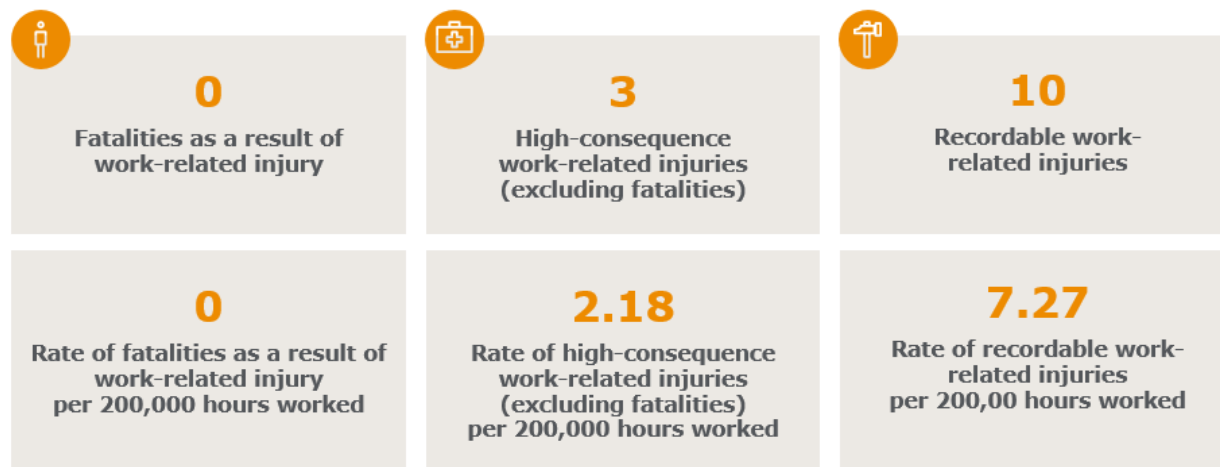 0
Fatalities as a result of
work-related injury
3
High-consequence
work-related injuries
(excluding fatalities)
10
Recordable work-
related injuries
0
Rate of fatalities as a result of
work-related injury
per 200,000 hours worked
2.18
Rate of high-consequence
work-related injuries
(excluding fatalities)
per 200,000 hours worked
7.27
Rate of recordable work-
related injuries
per 200,00 hours worked